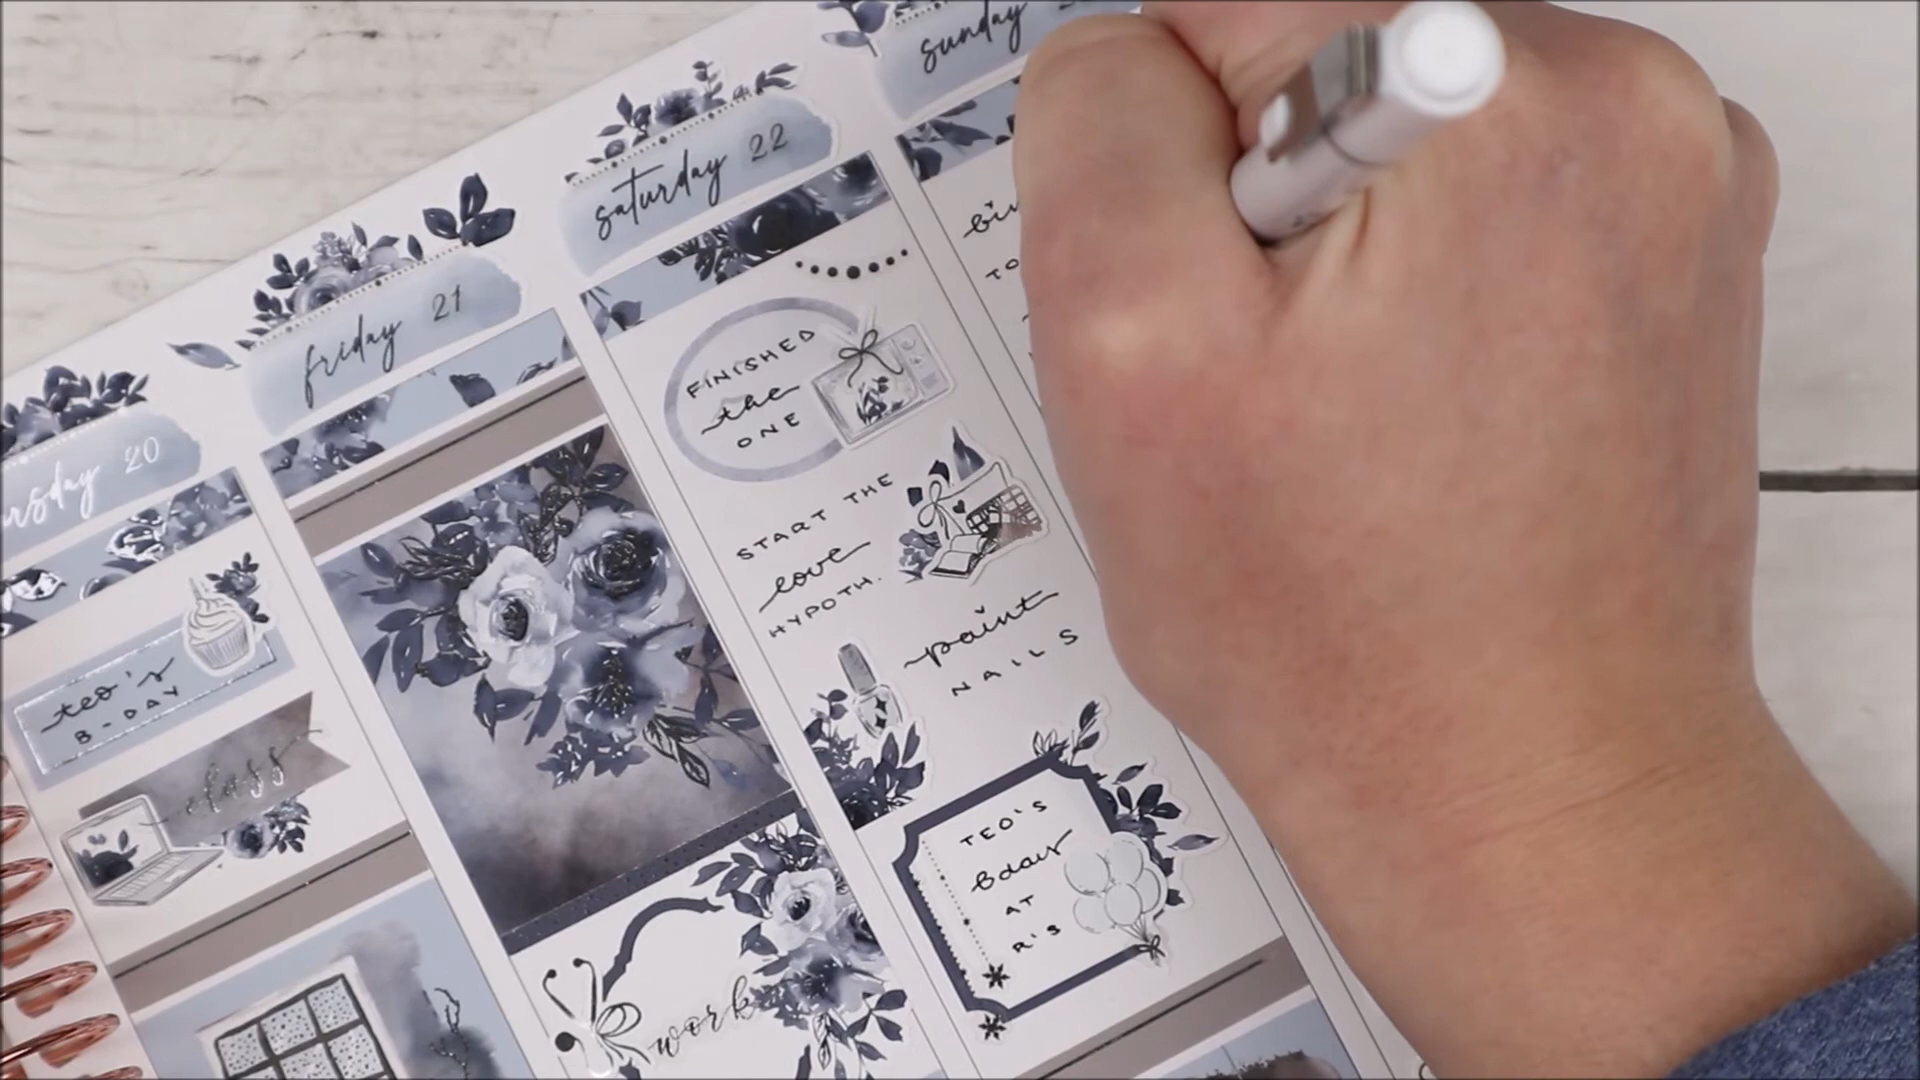 sunday
saturday 22
friday 21
20
FINISHED
the
ONE
START THE
love
HYPOTH.
paint
NAILS
TEO'S
bday
AT
R'S
teo's
B-DAY
class
work
TO